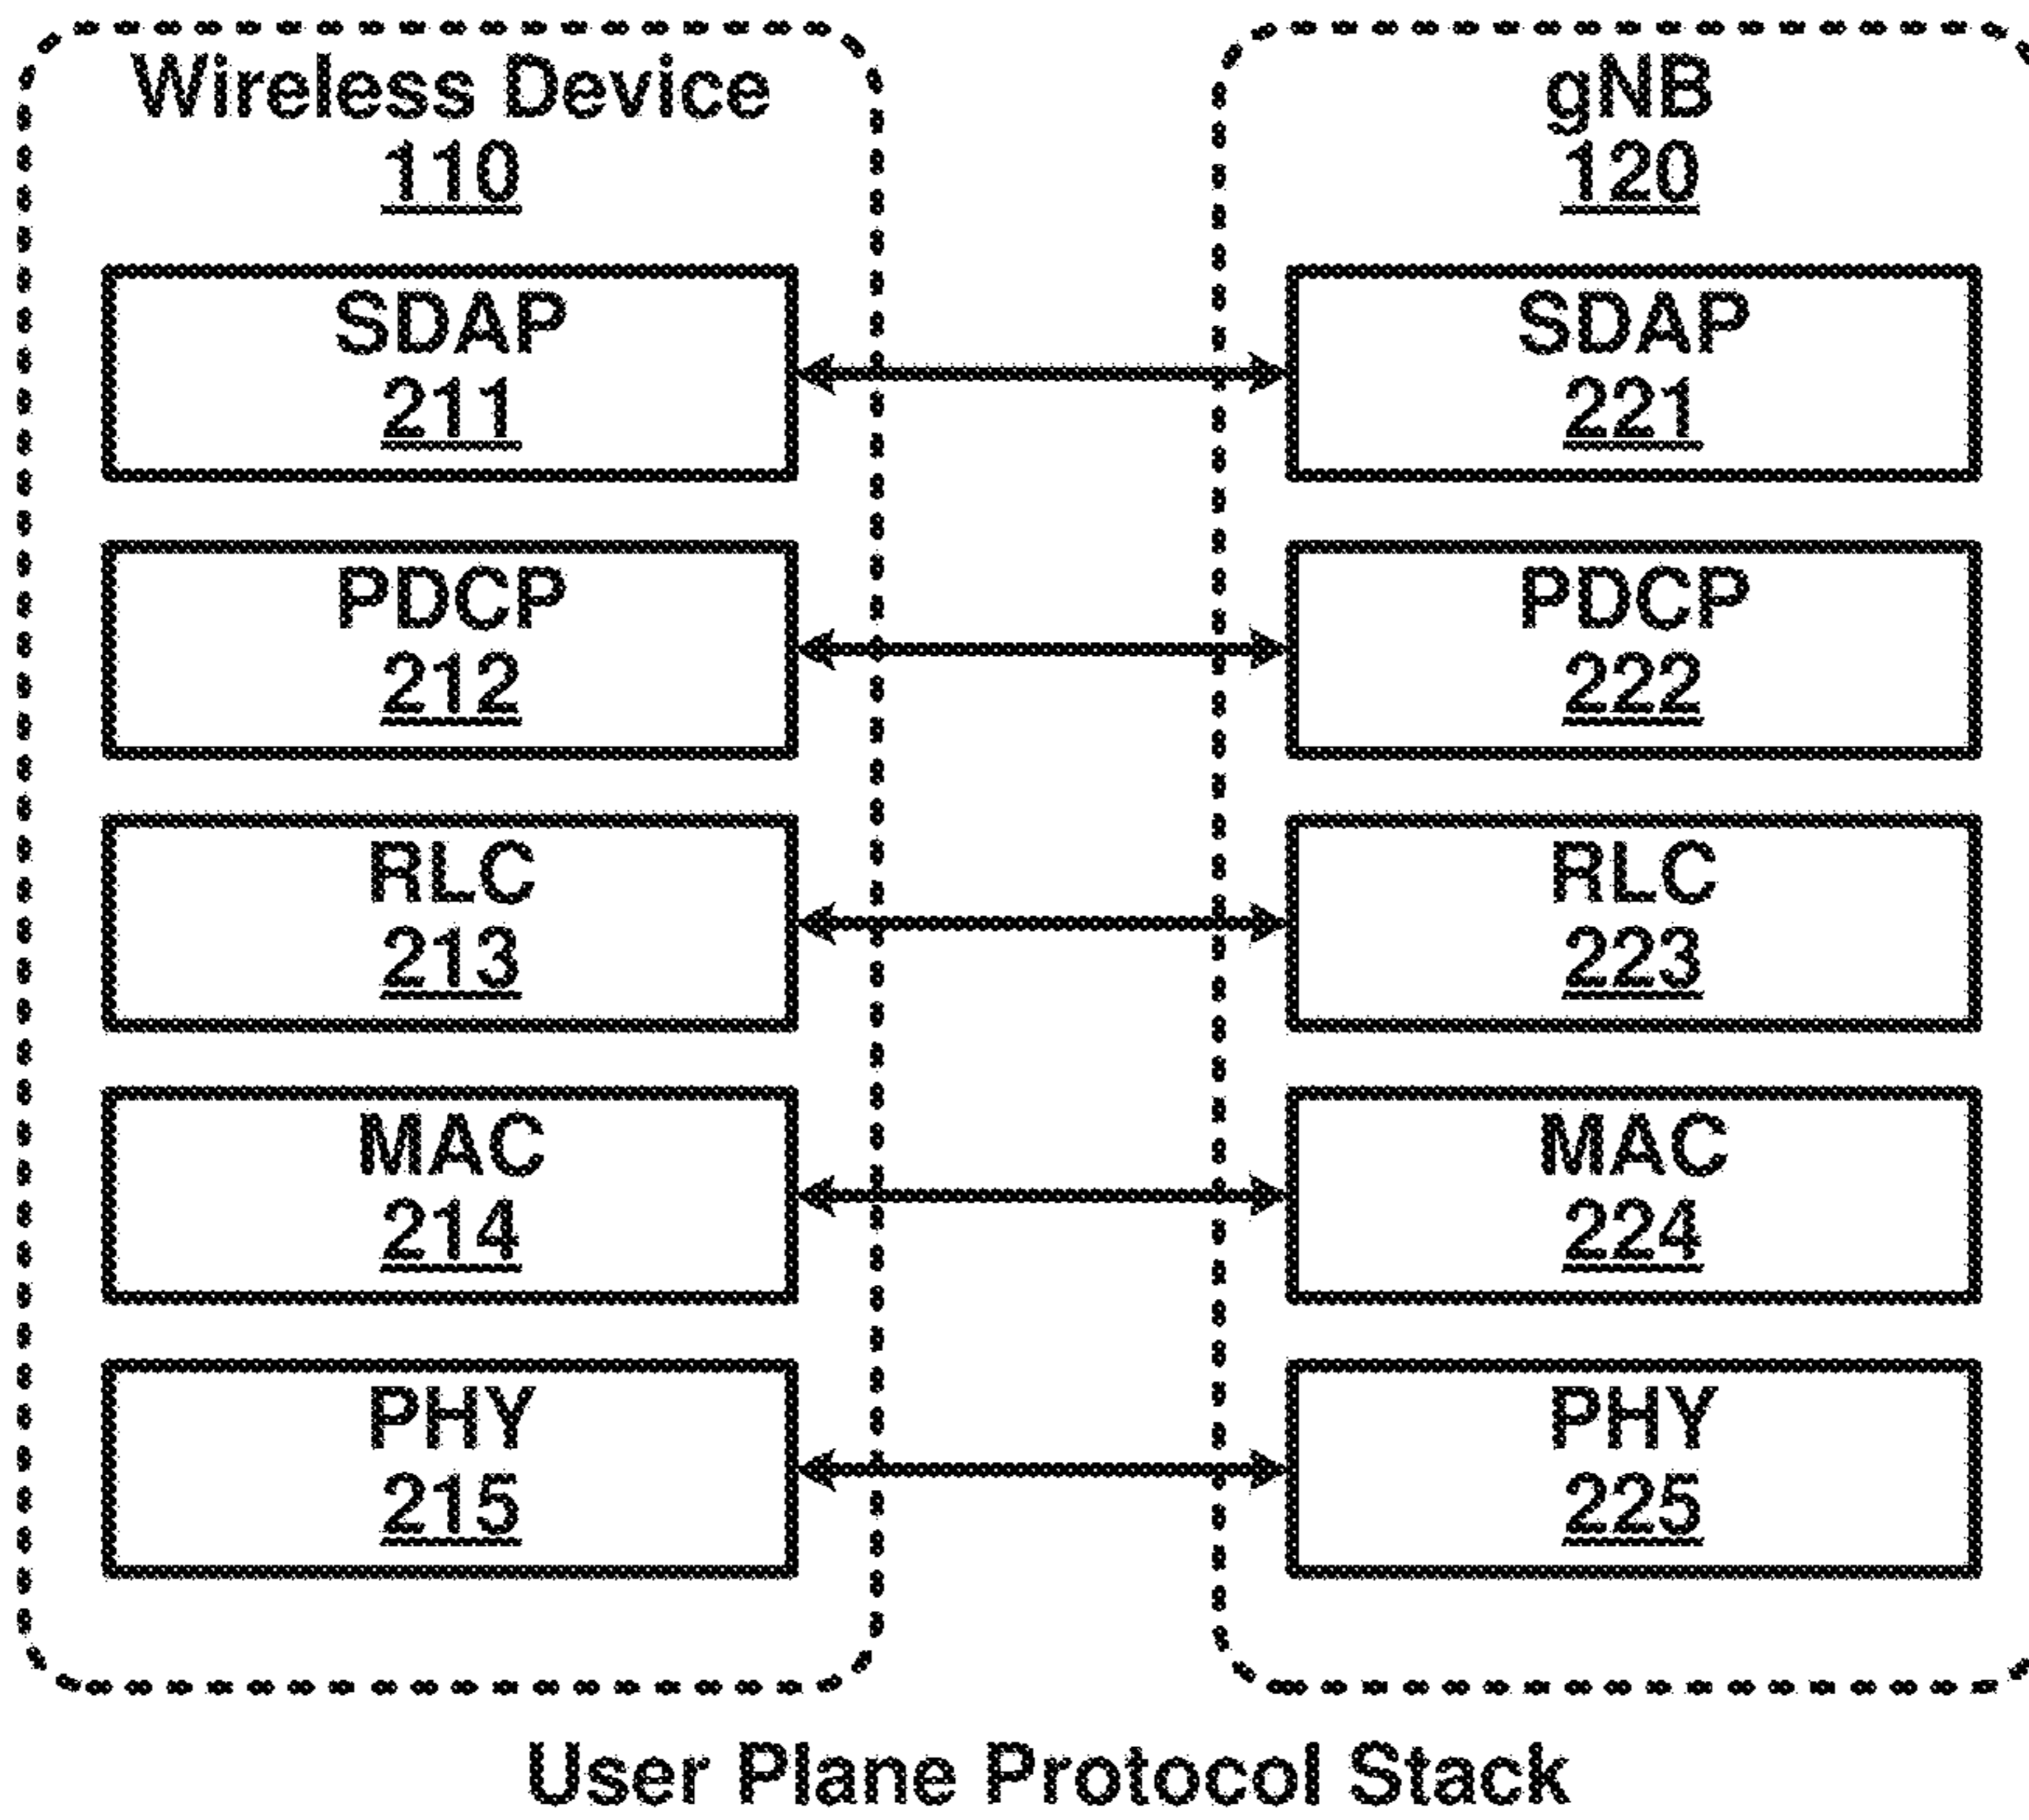 Wireless Device
110
SDAP
211
PDCP
212
RLC
213
MAC
214
PHY
215
gNB
120
SDAP
221
PDCP
222
RLC
223
MAC
224
PHY
225
User Plane Protocol Stack